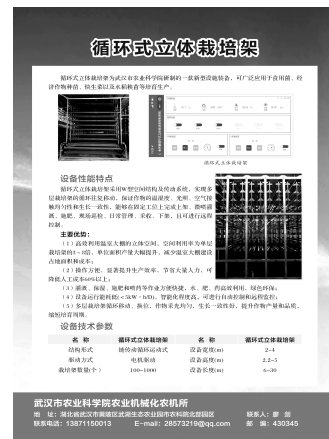 循环式立体栽培架
循环式立体栽培架为武汉市农业科学院研制的一款新型设施装备，可广泛应用于食用菌、经
济作物种苗、快生菜以及水稻秧苗等培育生产。
循环式立体栽培架
设备性能特点
循环式立体栽培架采用W型空间结构及传动系统，实现多
层栽培架的循环往复移动，保证作物的温湿度、光照、空气接
触均匀性和生长一致性，能够在固定工位上完成上架、微喷灌
溉、施肥、现场巡检、日常管理、采收、下架，且可进行远程
控制。
主要优势：
（1）高效利用温室大棚的立体空间，空间利用率为单层
栽培架的3～8倍，单位面积产量大幅提升，减少温室大棚建设
占地面积和成本；
（2）操作方便，显著提升生产效率，节省大量人力，可
降低人工成本60%以上；
（3）灌溉、保湿、施肥和喷药等作业方便快捷，水、肥、药高效利用，绿色环保；
（4）设备运行能耗低(＜5kW·h/D)、智能化程度高，可进行自动控制和远程监控；
（5）多层栽培架循环移动、换位，作物采光均匀，生长一致性好，提升作物产量和品质，
缩短培育周期。
设备技术参数
名 称 循环式立体栽培架 名 称 循环式立体栽培架
结构形式 链传动循环运动式 设备宽度(m) 2~4
驱动方式 电机驱动 设备高度(m) 2.2~5
栽培架数量(个) 100~1000 设备长度(m) 6~30
武汉市农业科学院农业机械化农机所
地 址：湖北省武汉市黄陂区武湖生态农业园市农科院北部园区 联系人：廖 剑
联系电话：13871150013 E-mail：28573219@qq.com 邮 编：430345